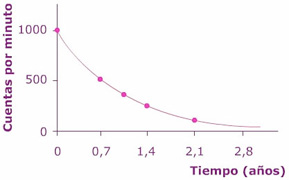 Cuentas por minuto
1000
500
0
0 0,7 1,4 2,1 2,8
Tiempo (años)